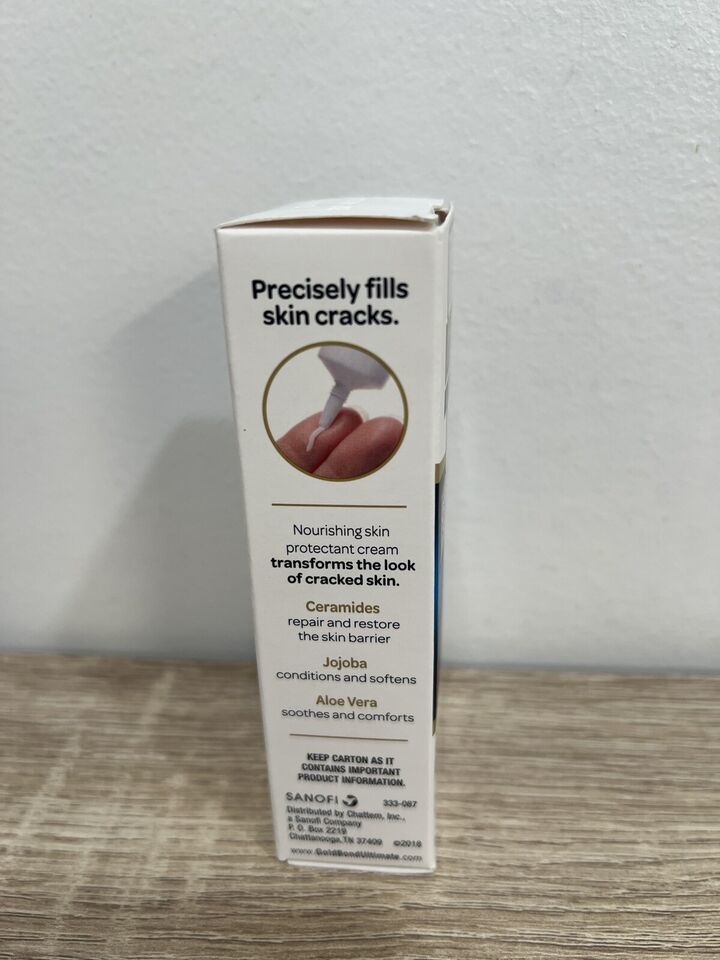 Precisely fills
skin cracks.
Nourishing skin
protectant cream
transforms the look
of cracked skin.
Ceramides
repair and restore
the skin barrier
Jojoba
conditions and softens
Aloe Vera
soothes and comforts
KEEP CARTON AS IT
CONTAINS IMPORTANT
PRODUCT INFORMATION.
SANOFI 333-087
Distributed by Chattem, Inc.,
a Sanofi Company
P. O. Box 2219
Chattanooga, TN 37409 ©2018
www.GoldBondUltimate.com